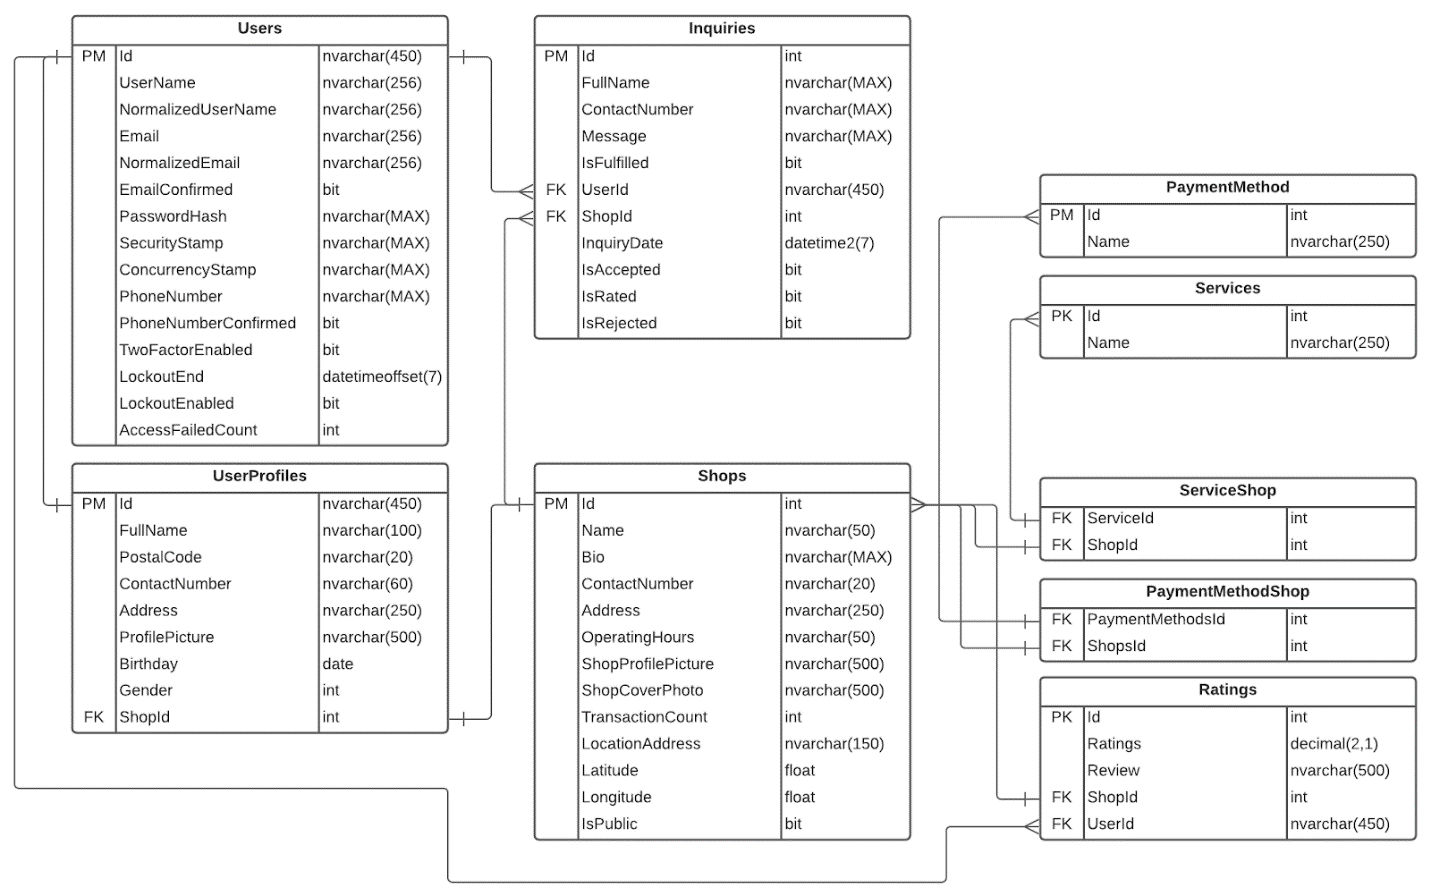 Users
PM Id nvarchar(450)
UserName nvarchar(256)
NormalizedUserName nvarchar(256)
Email nvarchar(256)
NormalizedEmail nvarchar(256)
EmailConfirmed bit
PasswordHash nvarchar(MAX)
SecurityStamp nvarchar(MAX)
ConcurrencyStamp nvarchar(MAX)
PhoneNumber nvarchar(MAX)
PhoneNumberConfirmed bit
TwoFactorEnabled bit
LockoutEnd datetimeoffset(7)
LockoutEnabled bit
AccessFailedCount int
UserProfiles
PM Id nvarchar(450)
FullName nvarchar(100)
PostalCode nvarchar(20)
ContactNumber nvarchar(60)
Address nvarchar(250)
ProfilePicture nvarchar(500)
Birthday date
Gender int
FK ShopId int
Inquiries
PM Id int
FullName nvarchar(MAX)
ContactNumber nvarchar(MAX)
Message nvarchar(MAX)
IsFulfilled bit
FK UserId nvarchar(450)
FK ShopId int
InquiryDate datetime2(7)
IsAccepted bit
IsRated bit
IsRejected bit
Shops
PM Id int
Name nvarchar(50)
Bio nvarchar(MAX)
ContactNumber nvarchar(20)
Address nvarchar(250)
OperatingHours nvarchar(50)
ShopProfilePicture nvarchar(500)
ShopCoverPhoto nvarchar(500)
TransactionCount int
LocationAddress nvarchar(150)
Latitude float
Longitude float
IsPublic bit
PaymentMethod
PM Id int
Name nvarchar(250)
Services
PK Id int
Name nvarchar(250)
ServiceShop
FK ServiceId int
FK ShopId int
PaymentMethodShop
FK PaymentMethodsId int
FK ShopsId int
Ratings
PK Id int
Ratings decimal(2,1)
Review nvarchar(500)
FK ShopId int
FK UserId nvarchar(450)